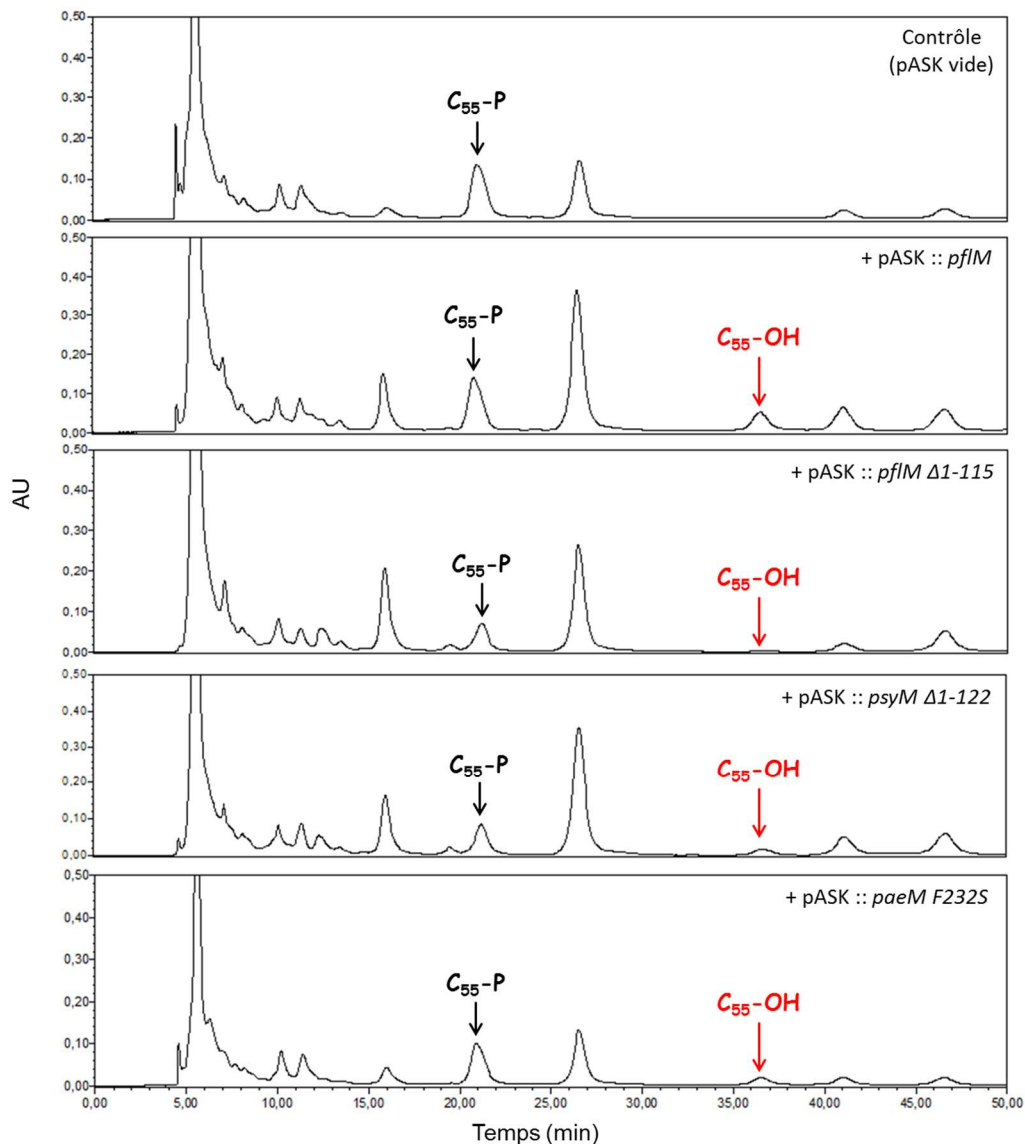 0,50
0,40
0,30
0,20
0,10
0,00
Contrôle
(pASK vide)
C₅₅-P
0,50
0,40
0,30
0,20
0,10
0,00
+ pASK :: pflM
C₅₅-P
C₅₅-OH
0,50
0,40
0,30
0,20
0,10
0,00
+ pASK :: pflM Δ1-115
C₅₅-P
C₅₅-OH
AU
0,50
0,40
0,30
0,20
0,10
0,00
+ pASK :: psyM Δ1-122
C₅₅-P
C₅₅-OH
0,50
0,40
0,30
0,20
0,10
0,00
+ pASK :: paeM F232S
C₅₅-P
C₅₅-OH
0,00 5,00 10,00 15,00 20,00 25,00 30,00 35,00 40,00 45,00 50,00
Temps (min)